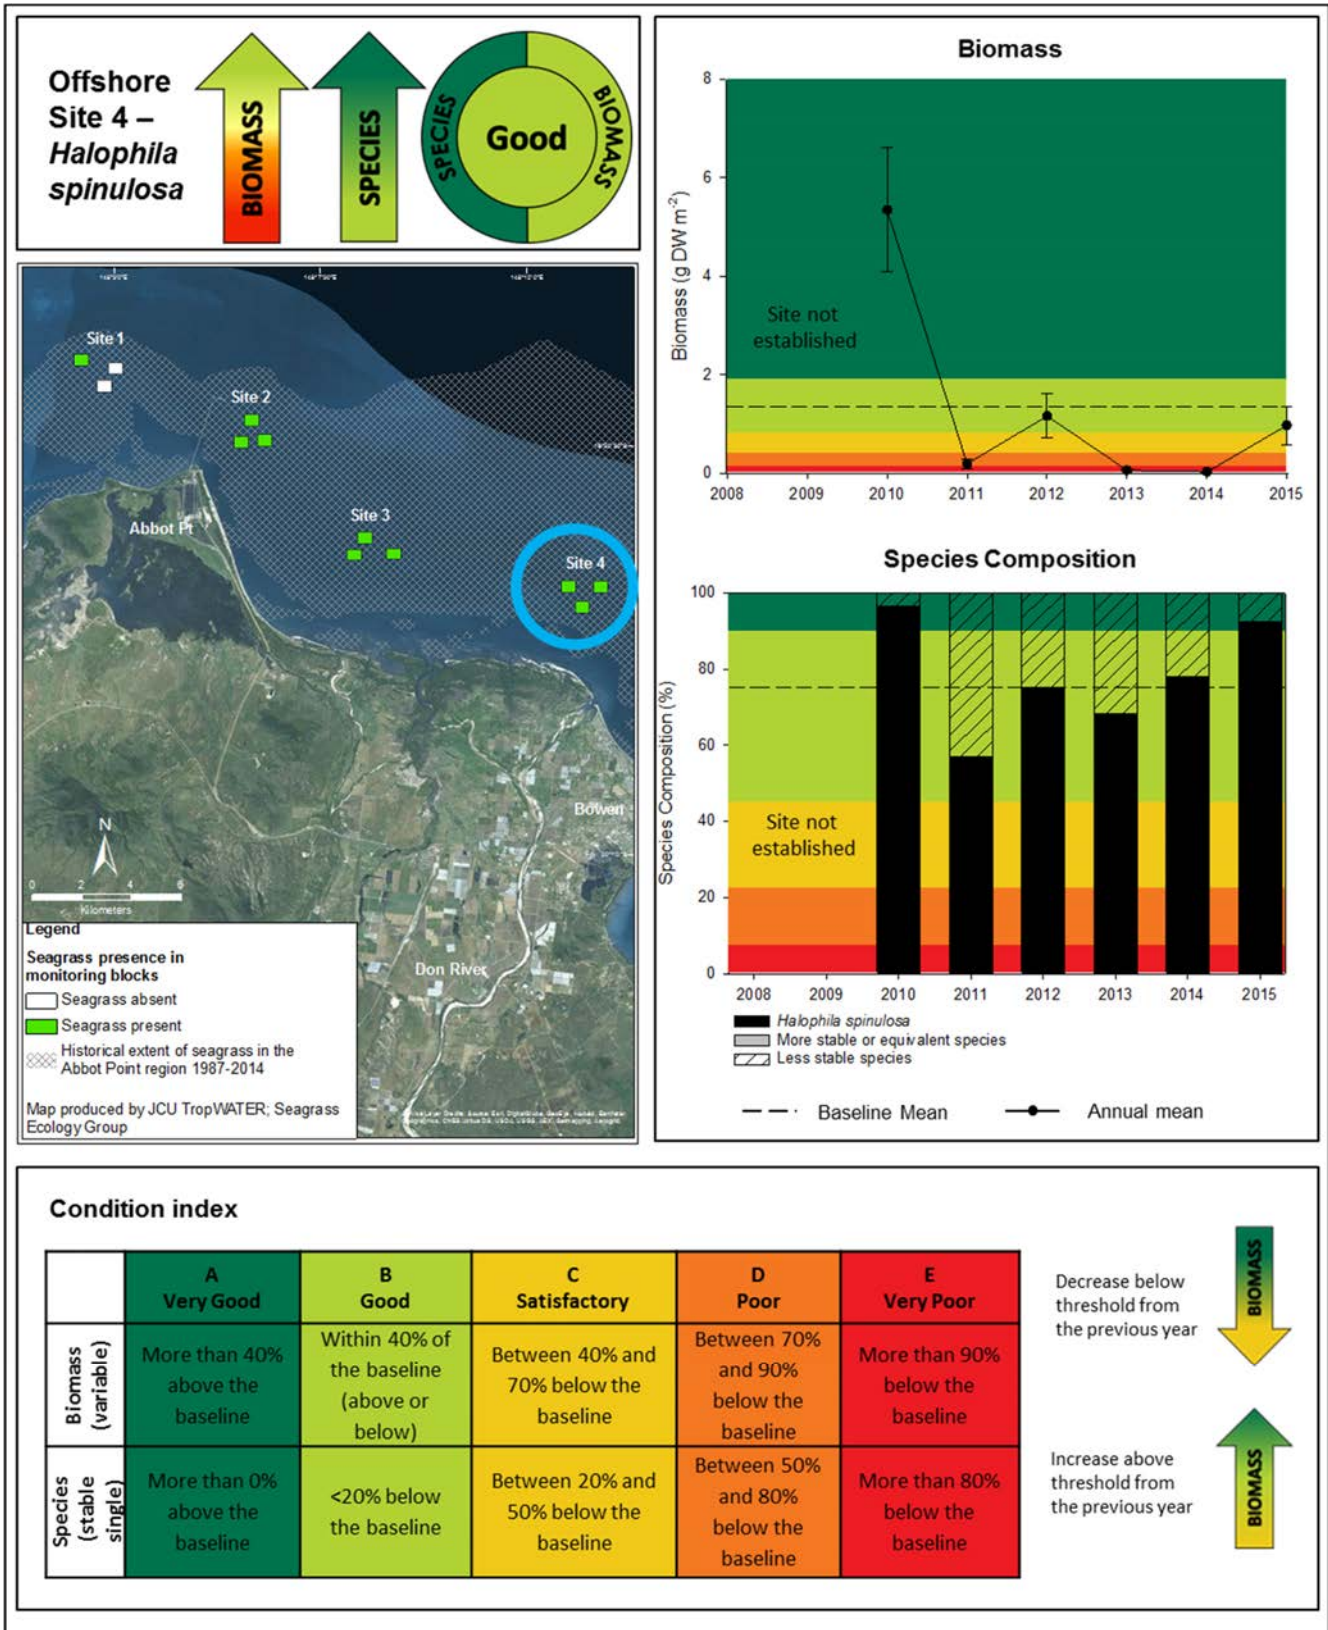 Offshore
Site 4 –
Halophila
spinulosa
BIOMASS
SPECIES
SPECIES
Good
BIOMASS
Site 1
Site 2
Abbot Pt
Site 3
Site 4
Bowen
Don River
N
0 2 4 6
Kilometers
Legend
Seagrass presence in
monitoring blocks
Seagrass absent
Seagrass present
Historical extent of seagrass in the
Abbot Point region 1987-2014
Map produced by JCU TropWATER; Seagrass
Ecology Group
Biomass
Biomass (g DW m-2)
8
6
4
2
0
Site not
established
2008 2009 2010 2011 2012 2013 2014 2015
Species Composition
Species Composition (%)
100
80
60
40
20
0
Site not
established
2008 2009 2010 2011 2012 2013 2014 2015
Halophila spinulosa
More stable or equivalent species
Less stable species
Baseline Mean
Annual mean
Condition index
A
Very Good
B
Good
C
Satisfactory
D
Poor
E
Very Poor
Biomass
(variable)
More than 40%
above the
baseline
Within 40% of
the baseline
(above or
below)
Between 40% and
70% below the
baseline
Between 70%
and 90%
below the
baseline
More than 90%
below the
baseline
Species
(stable
single)
More than 0%
above the
baseline
<20% below
the baseline
Between 20% and
50% below the
baseline
Between 50%
and 80%
below the
baseline
More than 80%
below the
baseline
Decrease below
threshold from
the previous year
BIOMASS
Increase above
threshold from
the previous year
BIOMASS